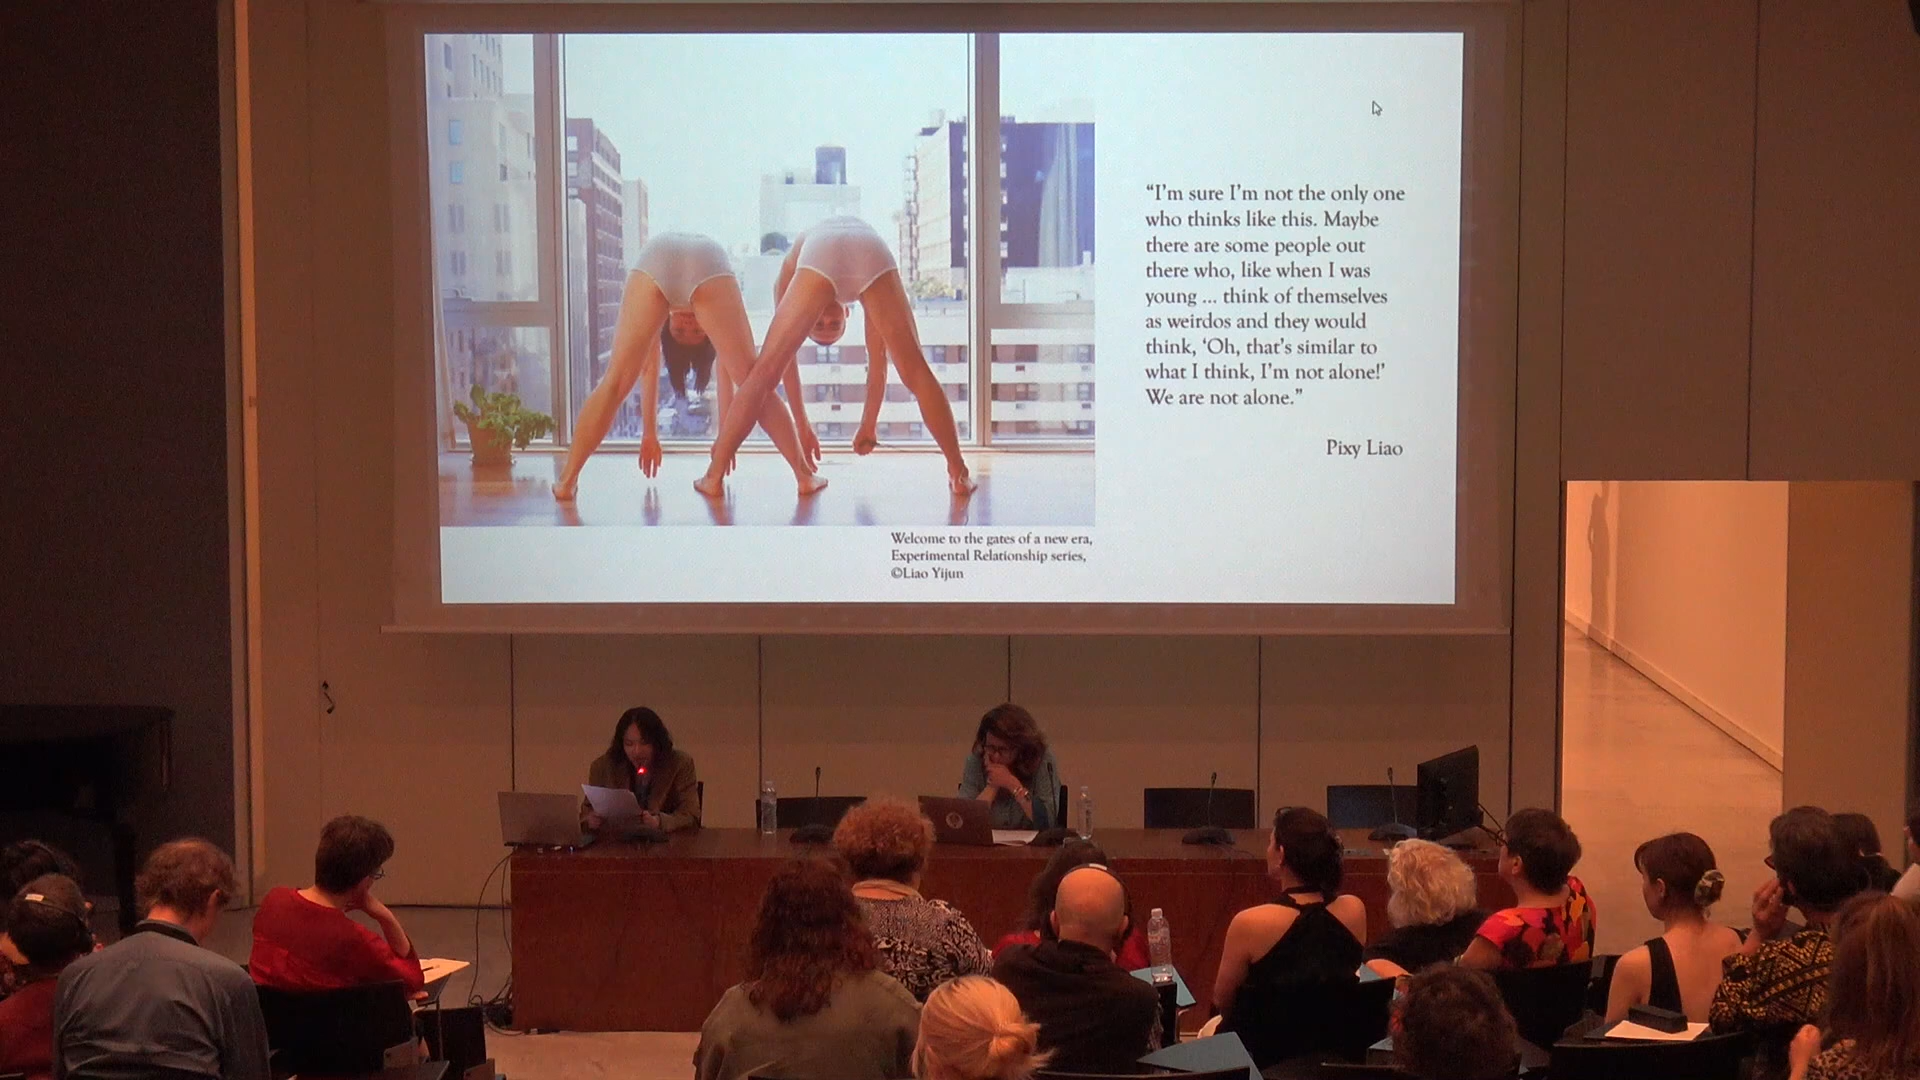 “I’m sure I’m not the only one
who thinks like this. Maybe
there are some people out
there who, like when I was
young ... think of themselves
as weirdos and they would
think, ‘Oh, that’s similar to
what I think, I’m not alone!’
We are not alone.”
Pixy Liao
Welcome to the gates of a new era,
Experimental Relationship series,
©Liao Yijun